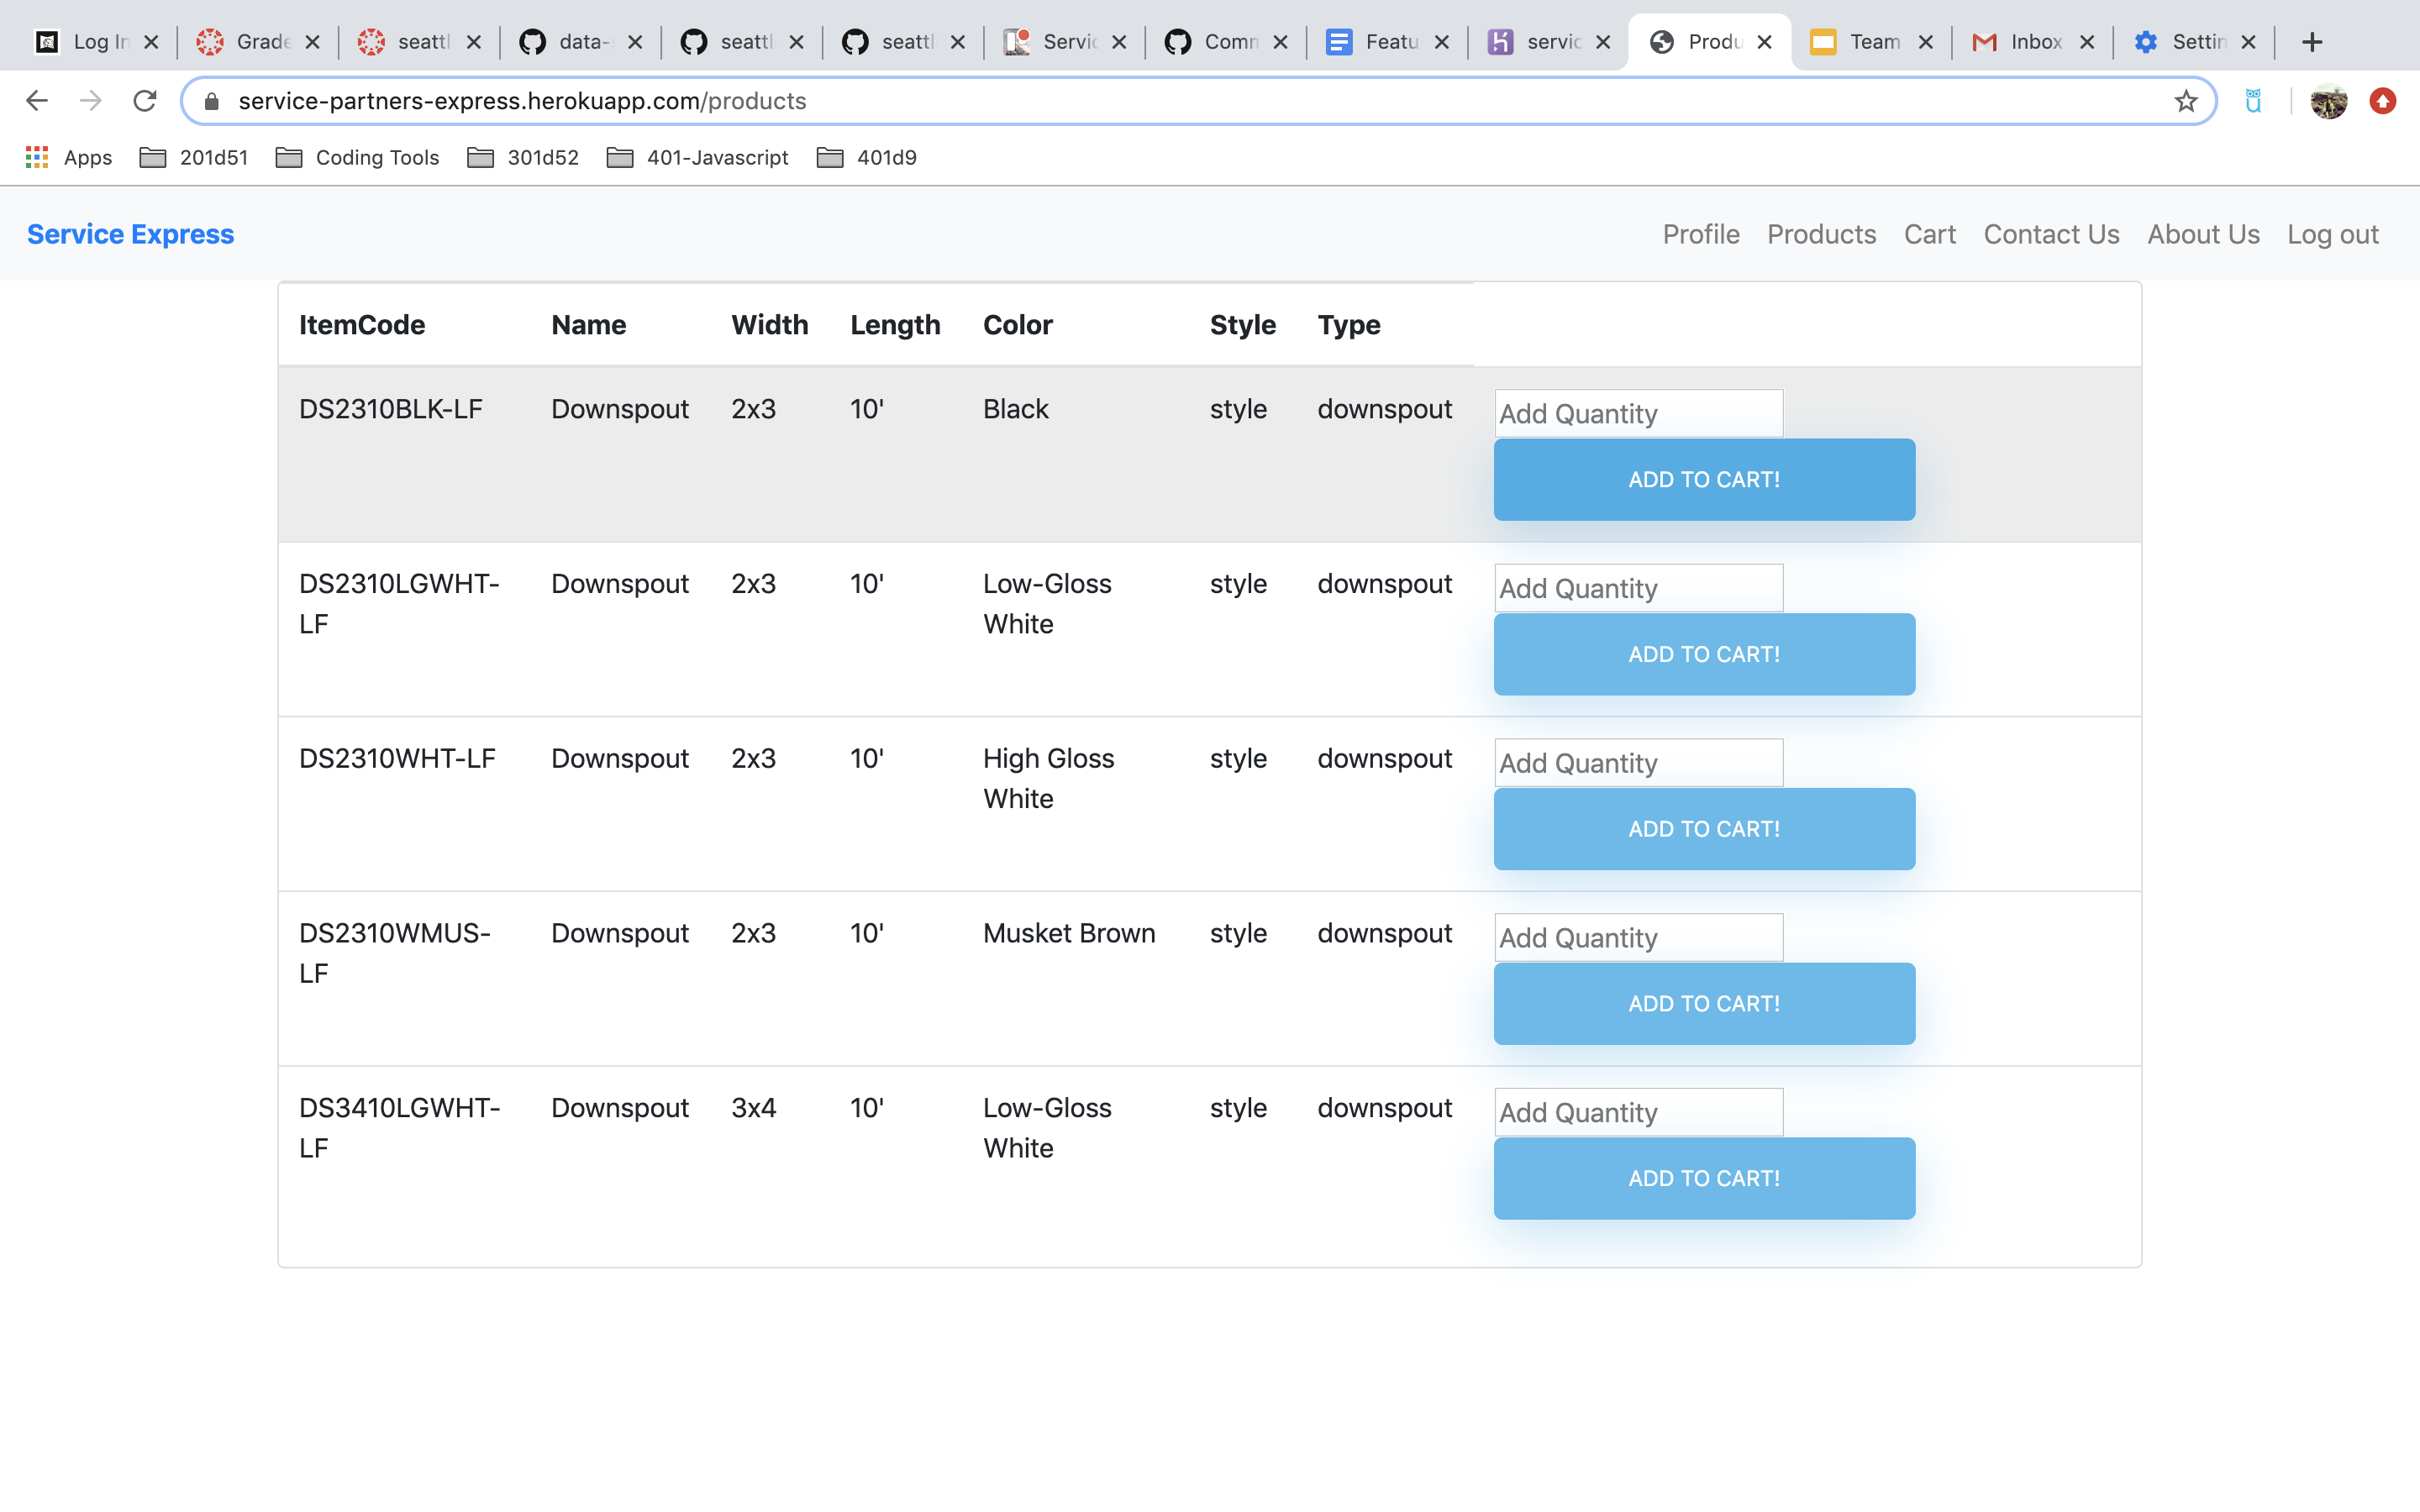 Log In Grade seattl data- seattl seattl Servic Comm Featu servic Produ Team Inbox Settin
service-partners-express.herokuapp.com/products
Apps 201d51 Coding Tools 301d52 401-Javascript 401d9
Service Express Profile Products Cart Contact Us About Us Log out
ItemCode Name Width Length Color Style Type
DS2310BLK-LF Downspout 2x3 10' Black style downspout Add Quantity
ADD TO CART!
DS2310LGWHT- Downspout 2x3 10' Low-Gloss style downspout Add Quantity
LF White
ADD TO CART!
DS2310WHT-LF Downspout 2x3 10' High Gloss style downspout Add Quantity
White
ADD TO CART!
DS2310WMUS- Downspout 2x3 10' Musket Brown style downspout Add Quantity
LF
ADD TO CART!
DS3410LGWHT- Downspout 3x4 10' Low-Gloss style downspout Add Quantity
LF White
ADD TO CART!